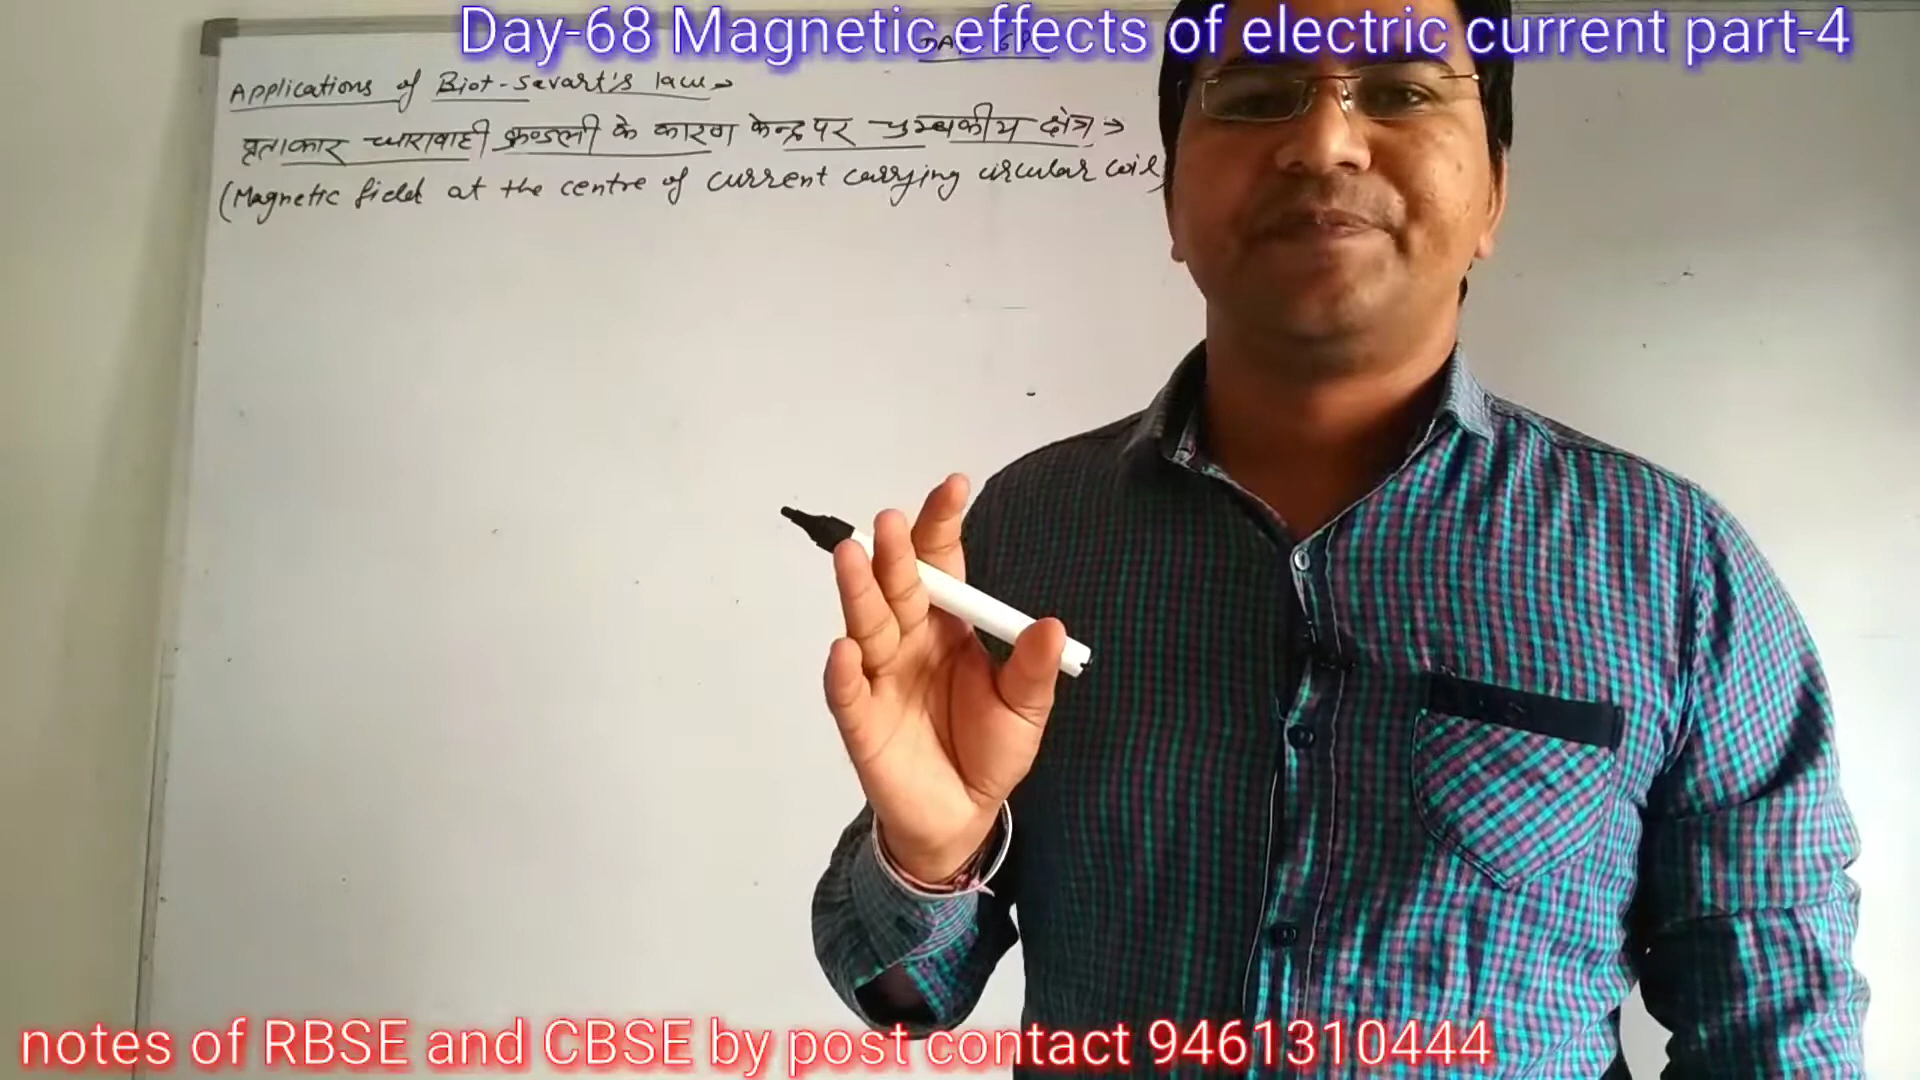 Day-68 Magnetic effects of electric current part-4
Applications of Biot-Savart's law→
वृत्ताकार धारावाही कुण्डली के कारण केन्द्र पर चुम्बकीय क्षेत्र→
(Magnetic field at the centre of current carrying circular coil)
notes of RBSE and CBSE by post contact 9461310444